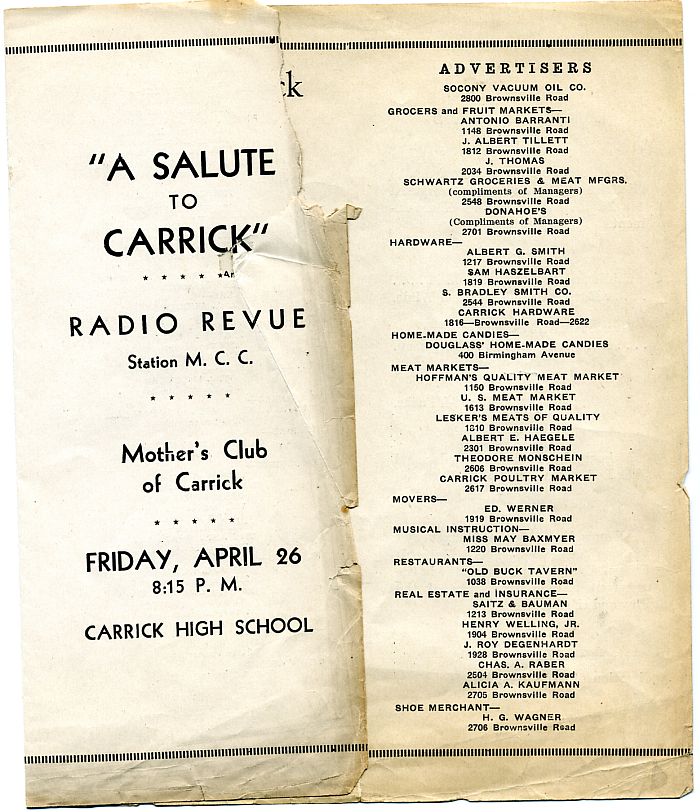 "A SALUTE
TO
CARRICK"
* * * * *
RADIO REVUE
Station M. C. C.
* * * * *
Mother's Club
of Carrick
* * * * *
FRIDAY, APRIL 26
8:15 P. M.
CARRICK HIGH SCHOOL
ck
ADVERTISERS
SOCONY VACUUM OIL CO.
2800 Brownsville Road
GROCERS and FRUIT MARKETS—
ANTONIO BARRANTI
1148 Brownsville Road
J. ALBERT TILLETT
1812 Brownsville Road
J. THOMAS
2034 Brownsville Road
SCHWARTZ GROCERIES & MEAT MFGRS.
(compliments of Managers)
2548 Brownsville Road
DONAHOE'S
(Compliments of Managers)
2701 Brownsville Road
HARDWARE—
ALBERT G. SMITH
1217 Brownsville Road
SAM HASZELBART
1819 Brownsville Road
S. BRADLEY SMITH CO.
2544 Brownsville Road
CARRICK HARDWARE
1816—Brownsville Road—2622
HOME-MADE CANDIES—
DOUGLASS' HOME-MADE CANDIES
400 Birmingham Avenue
MEAT MARKETS—
HOFFMAN'S QUALITY MEAT MARKET
1150 Brownsville Road
U. S. MEAT MARKET
1613 Brownsville Road
LESKER'S MEATS OF QUALITY
1810 Brownsville Road
ALBERT E. HAEGELE
2301 Brownsville Road
THEODORE MONSCHEIN
2606 Brownsville Road
CARRICK POULTRY MARKET
2617 Brownsville Road
MOVERS—
ED. WERNER
1919 Brownsville Road
MUSICAL INSTRUCTION—
MISS MAY BAXMYER
1220 Brownsville Road
RESTAURANTS—
"OLD BUCK TAVERN"
1038 Brownsville Road
REAL ESTATE and INSURANCE—
SAITZ & BAUMAN
1213 Brownsville Road
HENRY WELLING, JR.
1904 Brownsville Road
J. ROY DEGENHARDT
1928 Brownsville Road
CHAS. A. RABER
2504 Brownsville Road
ALICIA A. KAUFMANN
2705 Brownsville Road
SHOE MERCHANT—
H. G. WAGNER
2706 Brownsville Road